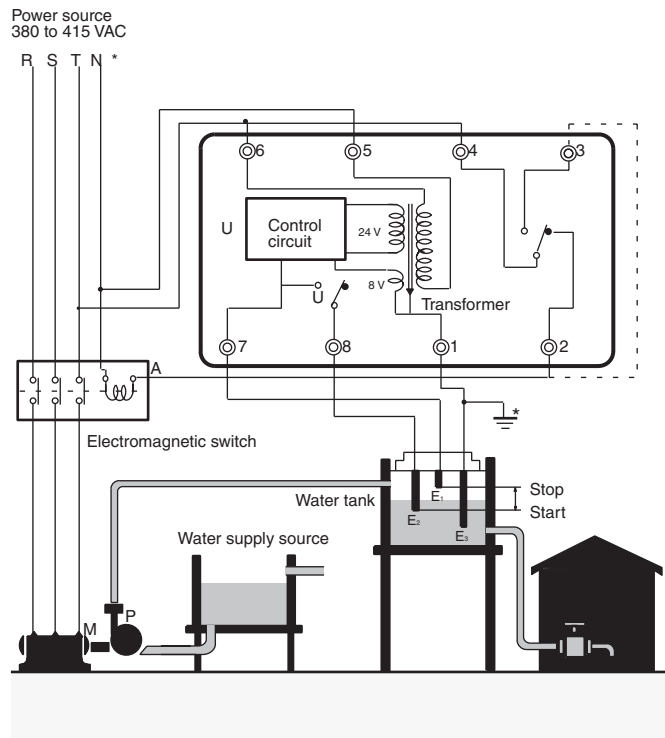 Power source
380 to 415 VAC
R S T N *
6 5 4 3
U
Control
circuit
24 V
8 V
U
Transformer
7 8 1 2
A
*
Electromagnetic switch
Water tank
E1
E2
E3
Stop
Start
Water supply source
M
P